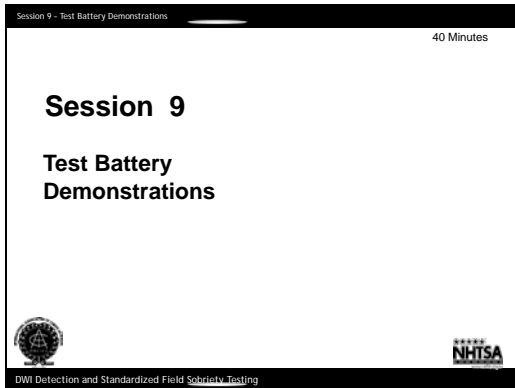 Session 9 - Test Battery Demonstrations
40 Minutes
Session 9
Test Battery
Demonstrations
NHTSA
DWI Detection and Standardized Field Sobriety Testing